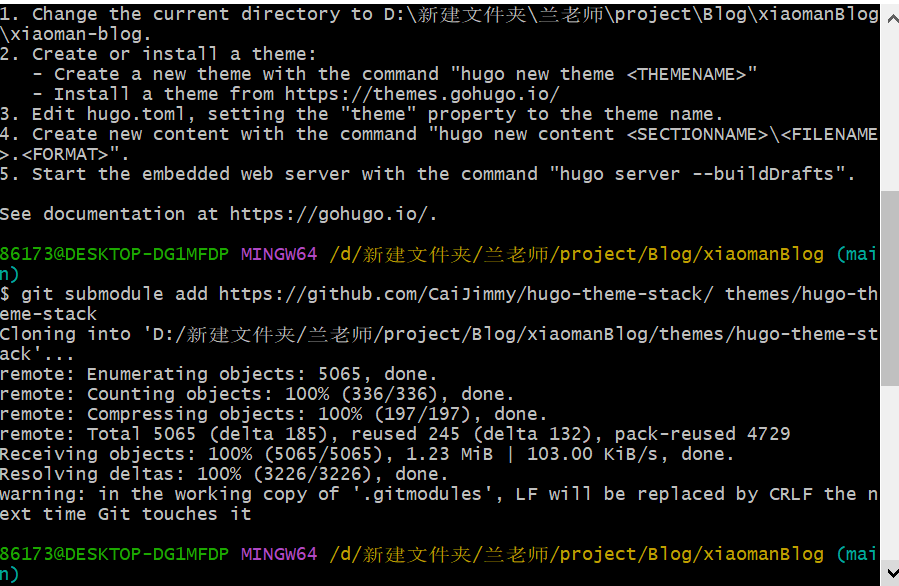 1. Change the current directory to D:\新建文件夹\兰老师\project\Blog\xiaomanBlog
\xiaoman-blog.
2. Create or install a theme:
   - Create a new theme with the command "hugo new theme <THEMENAME>"
   - Install a theme from https://themes.gohugo.io/
3. Edit hugo.toml, setting the "theme" property to the theme name.
4. Create new content with the command "hugo new content <SECTIONNAME>\<FILENAME
>.<FORMAT>".
5. Start the embedded web server with the command "hugo server --buildDrafts".
See documentation at https://gohugo.io/.
86173@DESKTOP-DG1MFDP MINGW64 /d/新建文件夹/兰老师/project/Blog/xiaomanBlog (mai
n)
$ git submodule add https://github.com/CaiJimmy/hugo-theme-stack/ themes/hugo-th
eme-stack
Cloning into 'D:/新建文件夹/兰老师/project/Blog/xiaomanBlog/themes/hugo-theme-st
ack'...
remote: Enumerating objects: 5065, done.
remote: Counting objects: 100% (336/336), done.
remote: Compressing objects: 100% (197/197), done.
remote: Total 5065 (delta 185), reused 245 (delta 132), pack-reused 4729
Receiving objects: 100% (5065/5065), 1.23 MiB | 103.00 KiB/s, done.
Resolving deltas: 100% (3226/3226), done.
warning: in the working copy of '.gitmodules', LF will be replaced by CRLF the n
ext time Git touches it
86173@DESKTOP-DG1MFDP MINGW64 /d/新建文件夹/兰老师/project/Blog/xiaomanBlog (mai
n)